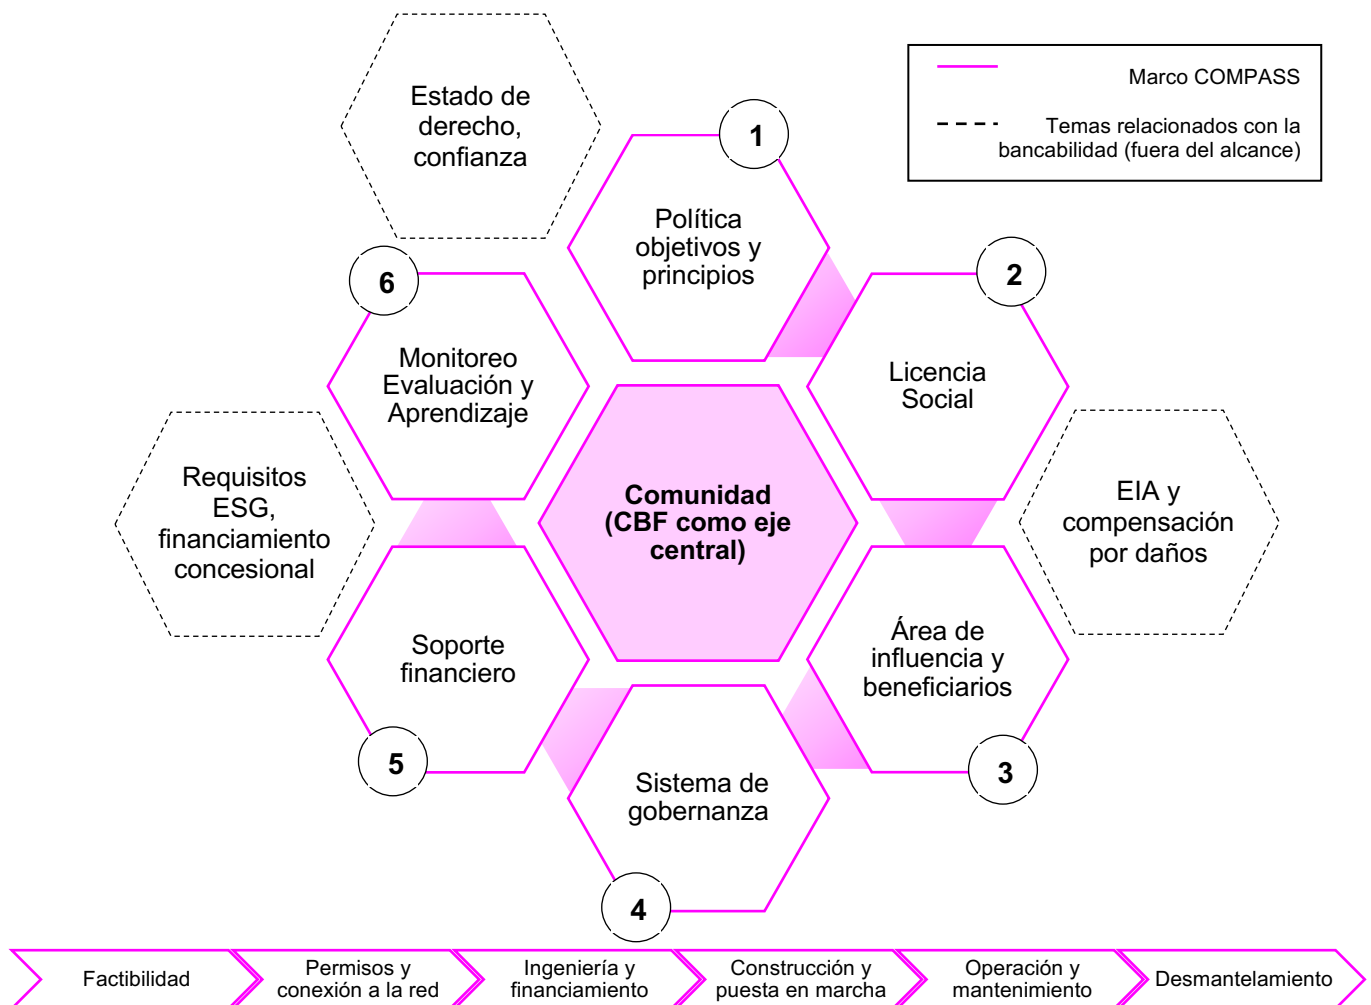 Estado de
derecho,
confianza
Marco COMPASS
Temas relacionados con la
bancabilidad (fuera del alcance)
1
Política
objetivos y
principios
2
Licencia
Social
6
Monitoreo
Evaluación y
Aprendizaje
Requisitos
ESG,
financiamiento
concesional
Comunidad
(CBF como eje
central)
EIA y
compensación
por daños
Área de
influencia y
beneficiarios
3
Soporte
financiero
5
Sistema de
gobernanza
4
Factibilidad
Permisos y
conexión a la red
Ingeniería y
financiamiento
Construcción y
puesta en marcha
Operación y
mantenimiento
Desmantelamiento